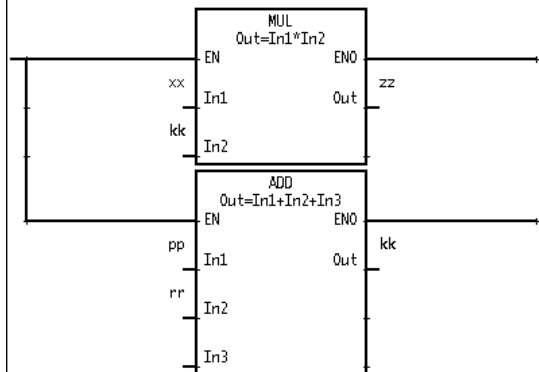 MUL
Out=In1*In2
EN ENO
xx zz
In1 Out
kk
In2
ADD
Out=In1+In2+In3
EN ENO
pp kk
In1 Out
rr
In2
In3